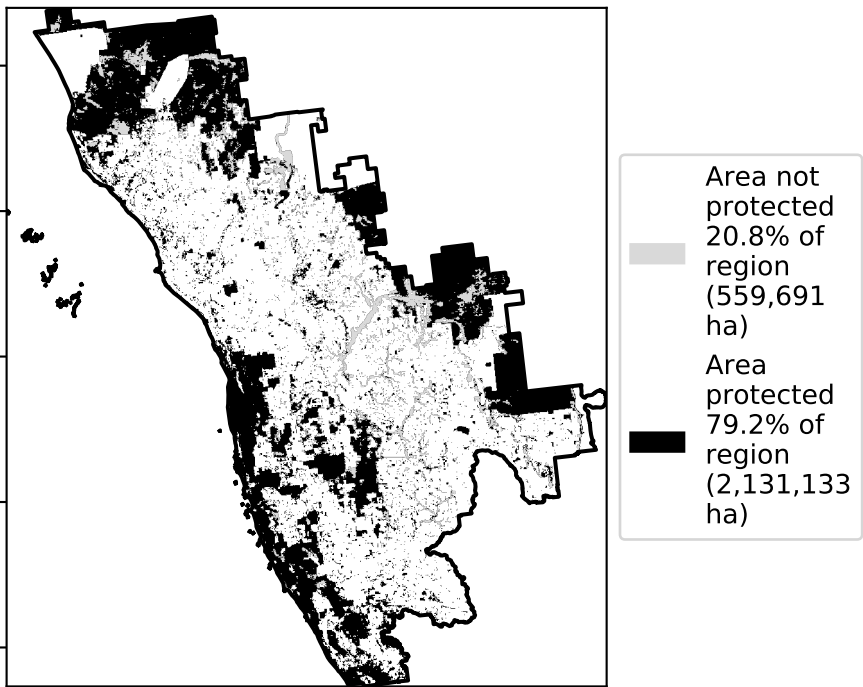 Area not
protected
20.8% of
region
(559,691
ha)
Area
protected
79.2% of
region
(2,131,133
ha)